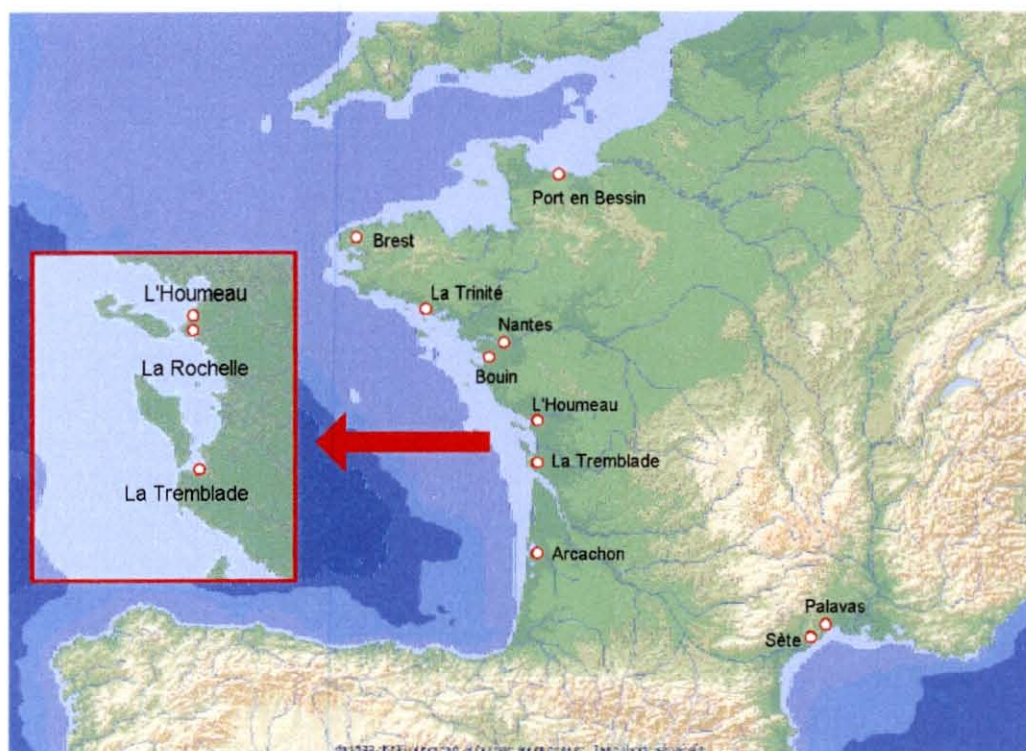 Port en Bessin
Brest
L'Houmeau
La Rochelle
La Tremblade
La Trinité
Nantes
Bouin
L'Houmeau
La Tremblade
Arcachon
Palavas
Sète